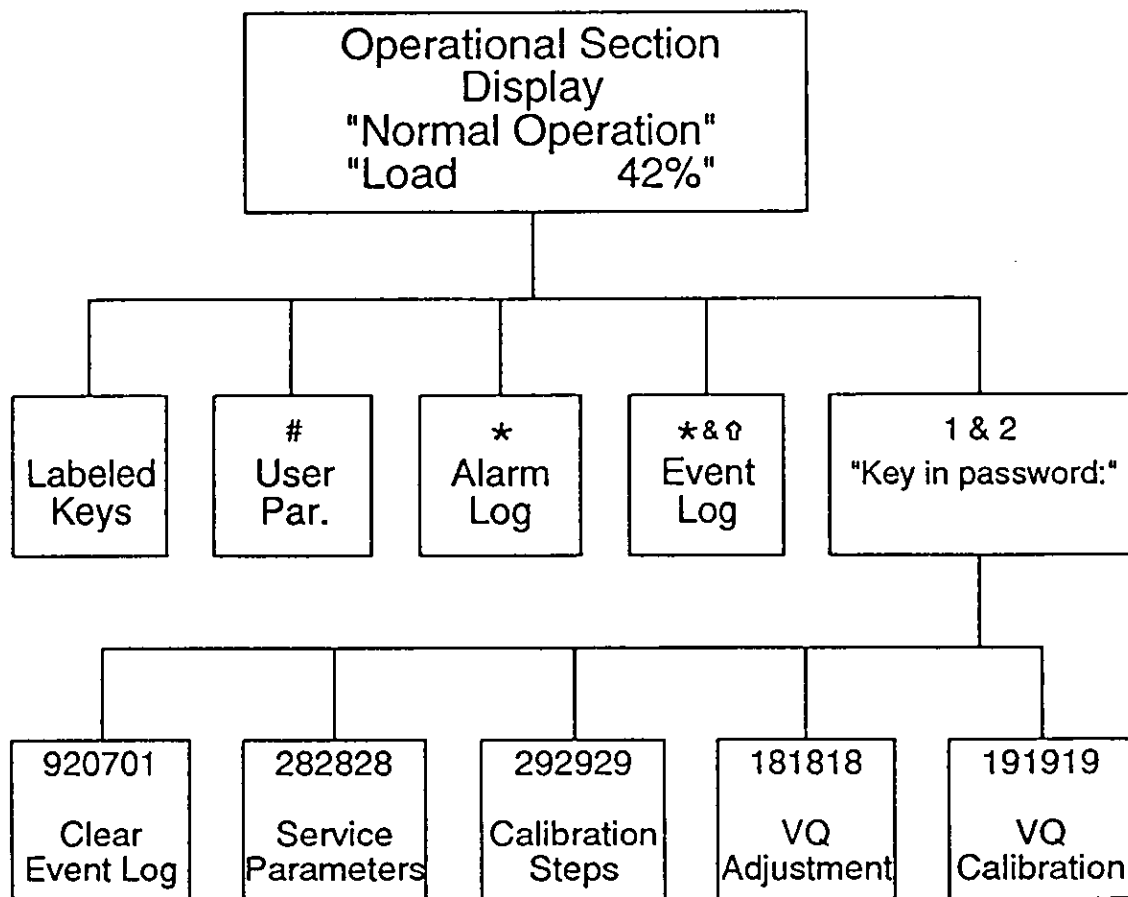 Operational Section
Display
"Normal Operation"
"Load 42%"
Labeled
Keys
#
User
Par.
*
Alarm
Log
*&⇧
Event
Log
1 & 2
"Key in password:"
920701
Clear
Event Log
282828
Service
Parameters
292929
Calibration
Steps
181818
VQ
Adjustment
191919
VQ
Calibration